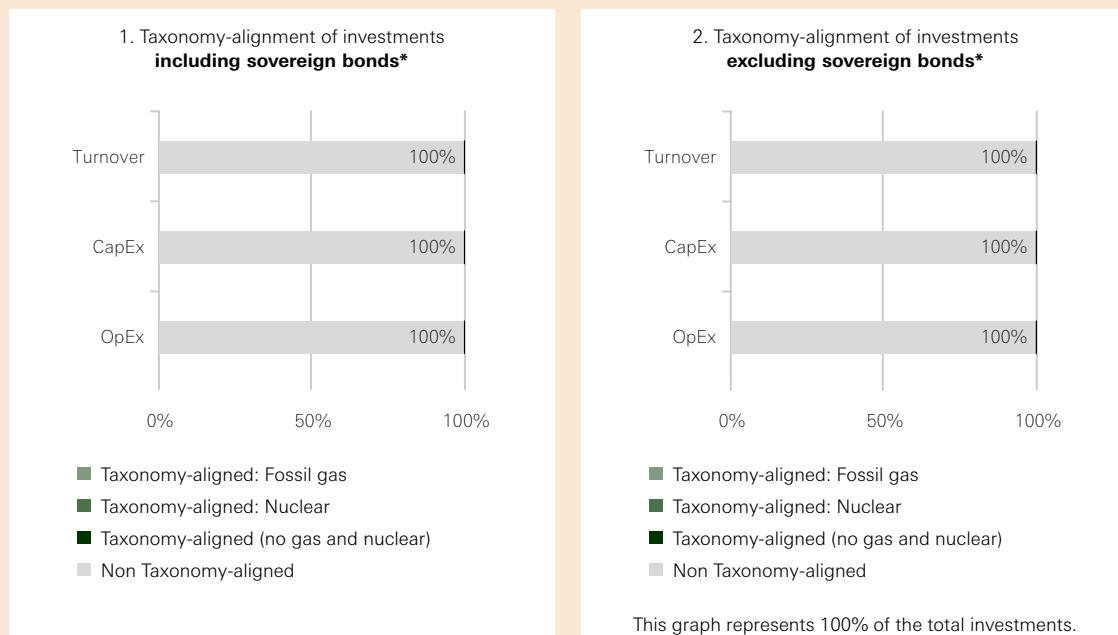 1. Taxonomy-alignment of investments
including sovereign bonds*
Turnover
100%
CapEx
100%
OpEx
100%
0%
50%
100%
Taxonomy-aligned: Fossil gas
Taxonomy-aligned: Nuclear
Taxonomy-aligned (no gas and nuclear)
Non Taxonomy-aligned
2. Taxonomy-alignment of investments
excluding sovereign bonds*
Turnover
100%
CapEx
100%
OpEx
100%
0%
50%
100%
Taxonomy-aligned: Fossil gas
Taxonomy-aligned: Nuclear
Taxonomy-aligned (no gas and nuclear)
Non Taxonomy-aligned
This graph represents 100% of the total investments.